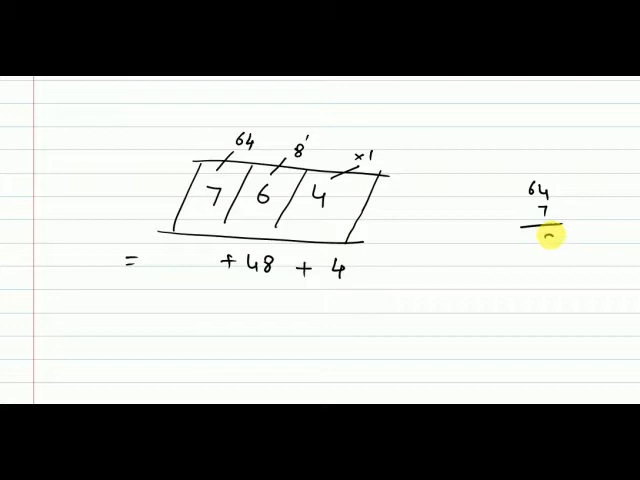 64 8' ×1
7 6 4
= +48 + 4
64
7